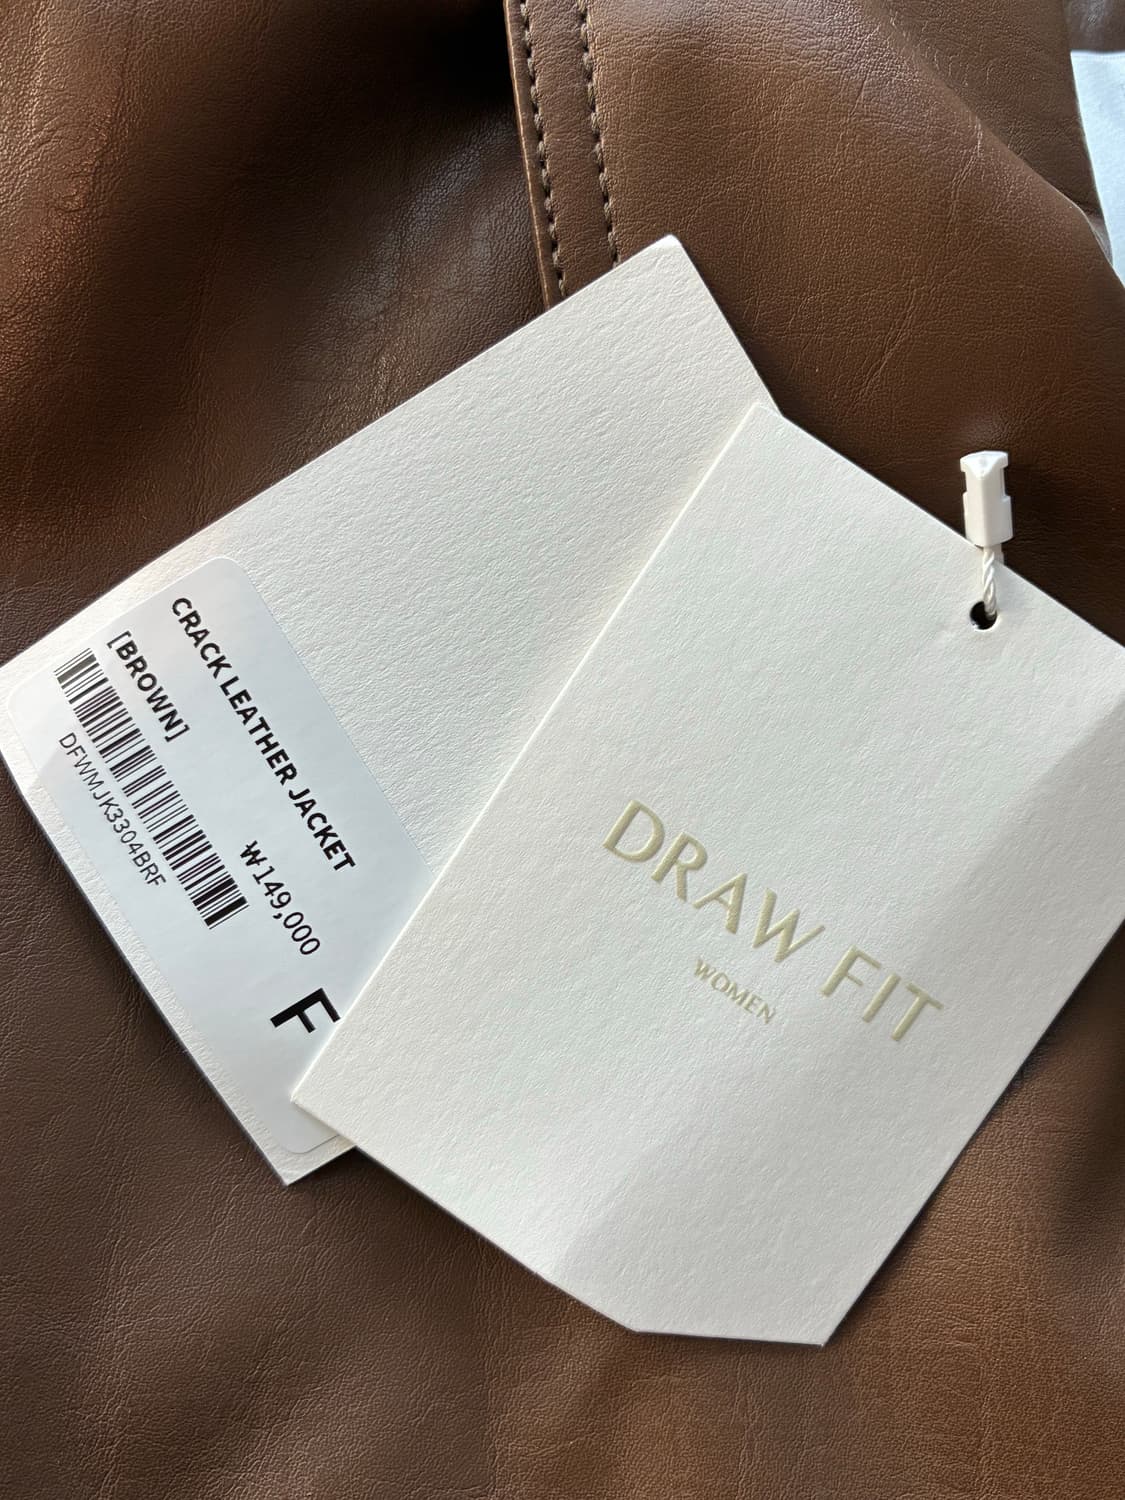 CRACK LEATHER JACKET
[BROWN]
DFWMJK3304BRF
₩149,000
F
DRAW FIT
WOMEN